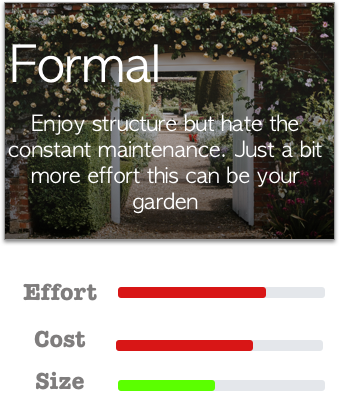 Formal
Enjoy structure but hate the
constant maintenance. Just a bit
more effort this can be your
garden
Effort
Cost
Size